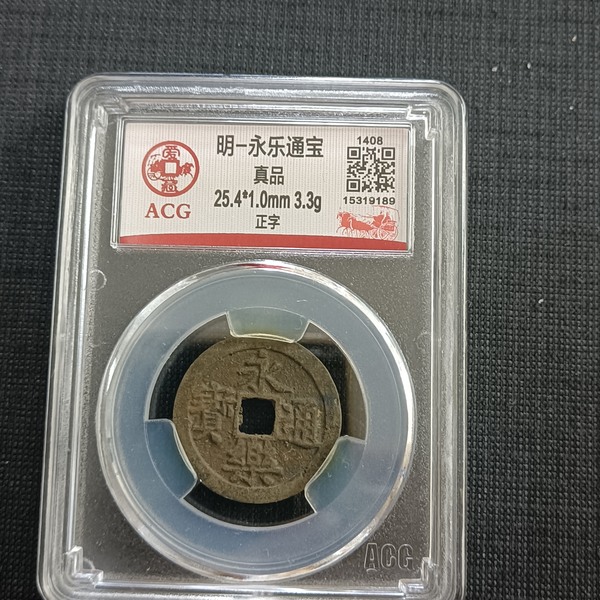 明-永乐通宝
真品
25.4*1.0mm 3.3g
正字
ACG
1408
15319189
永
樂
通
寳
ACG